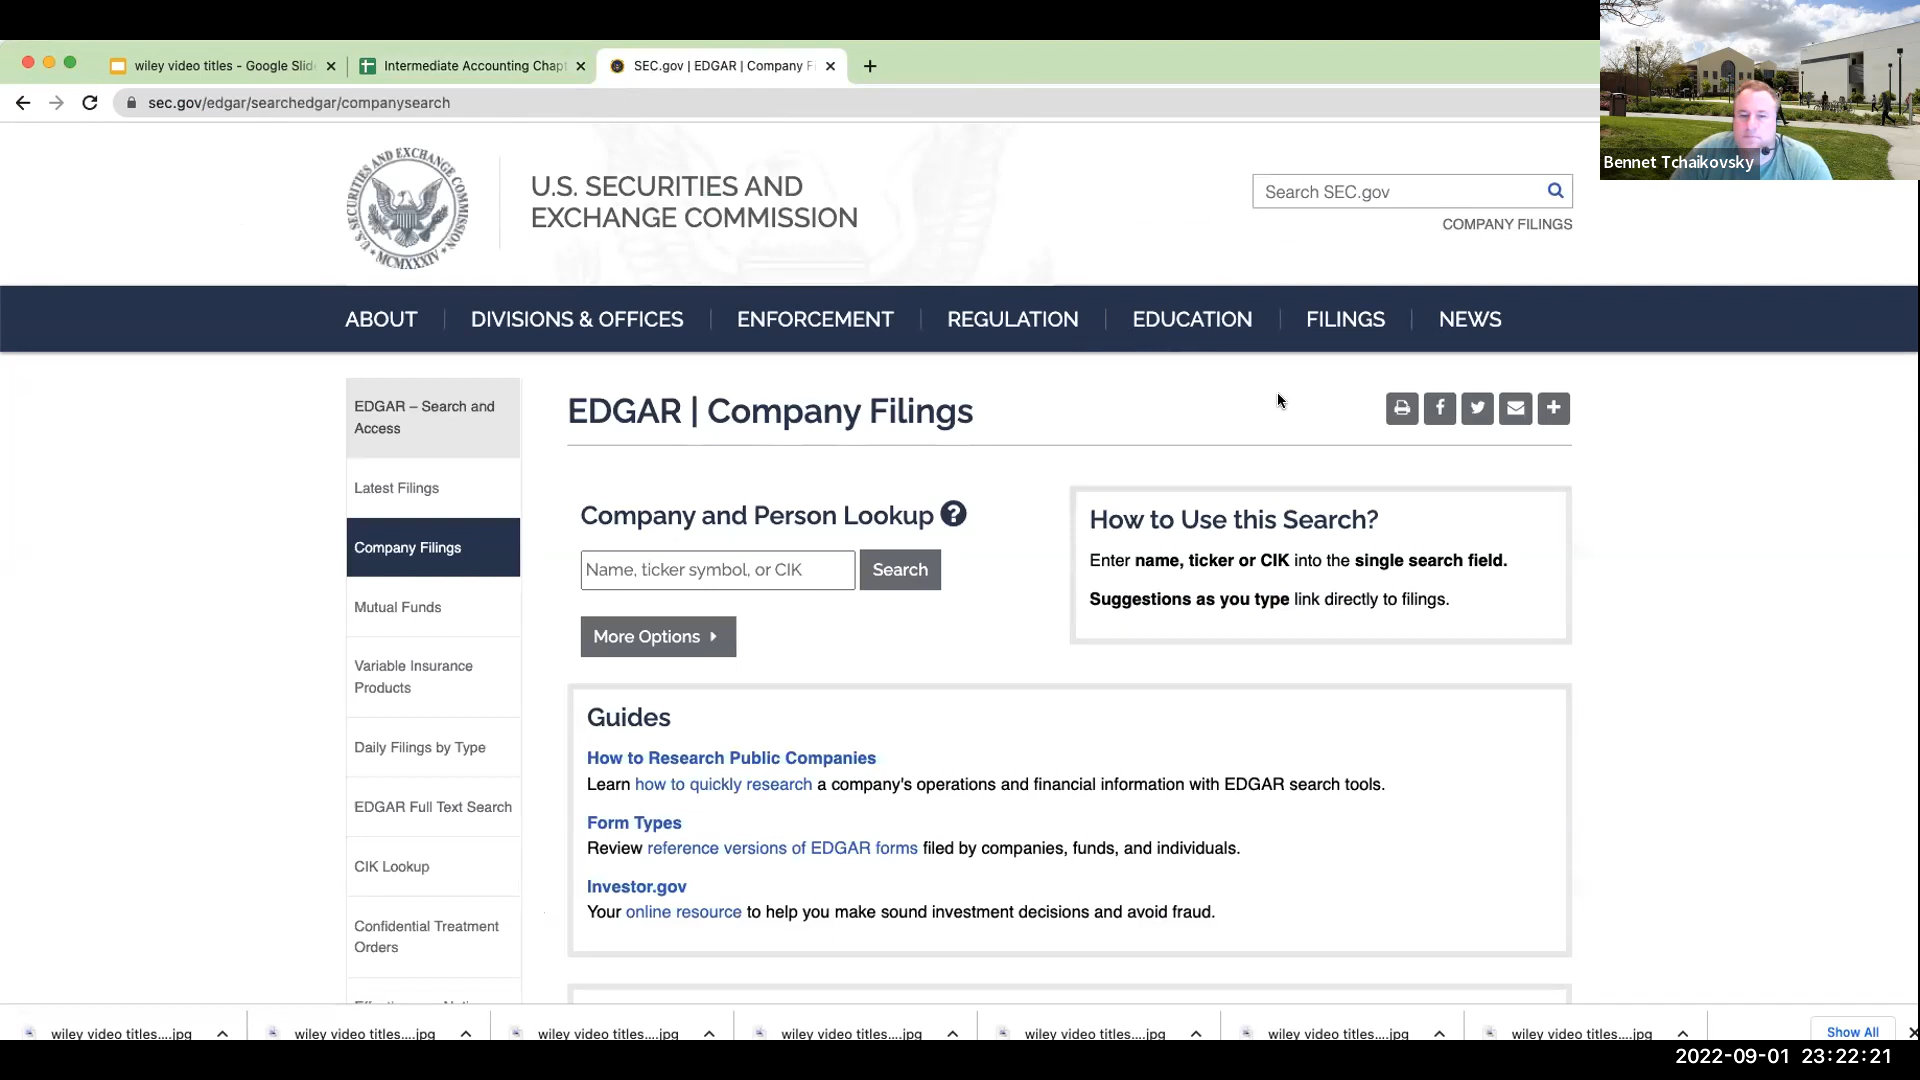 wiley video titles - Google Slid
Intermediate Accounting Chapt
SEC.gov | EDGAR | Company F
sec.gov/edgar/searchedgar/companysearch
Bennet Tchaikovsky
SECURITIES AND EXCHANGE COMMISSION
MCMXXXIV
U.S. SECURITIES AND
EXCHANGE COMMISSION
Search SEC.gov
COMPANY FILINGS
ABOUT
DIVISIONS & OFFICES
ENFORCEMENT
REGULATION
EDUCATION
FILINGS
NEWS
EDGAR – Search and
Access
Latest Filings
Company Filings
Mutual Funds
Variable Insurance
Products
Daily Filings by Type
EDGAR Full Text Search
CIK Lookup
Confidential Treatment
Orders
EDGAR | Company Filings
Company and Person Lookup ?
Name, ticker symbol, or CIK
Search
More Options
How to Use this Search?
Enter name, ticker or CIK into the single search field.
Suggestions as you type link directly to filings.
Guides
How to Research Public Companies
Learn how to quickly research a company's operations and financial information with EDGAR search tools.
Form Types
Review reference versions of EDGAR forms filed by companies, funds, and individuals.
Investor.gov
Your online resource to help you make sound investment decisions and avoid fraud.
wiley video titles....jpg
wiley video titles....jpg
wiley video titles....jpg
wiley video titles....jpg
wiley video titles....jpg
wiley video titles....jpg
wiley video titles....jpg
Show All
2022-09-01 23:22:21